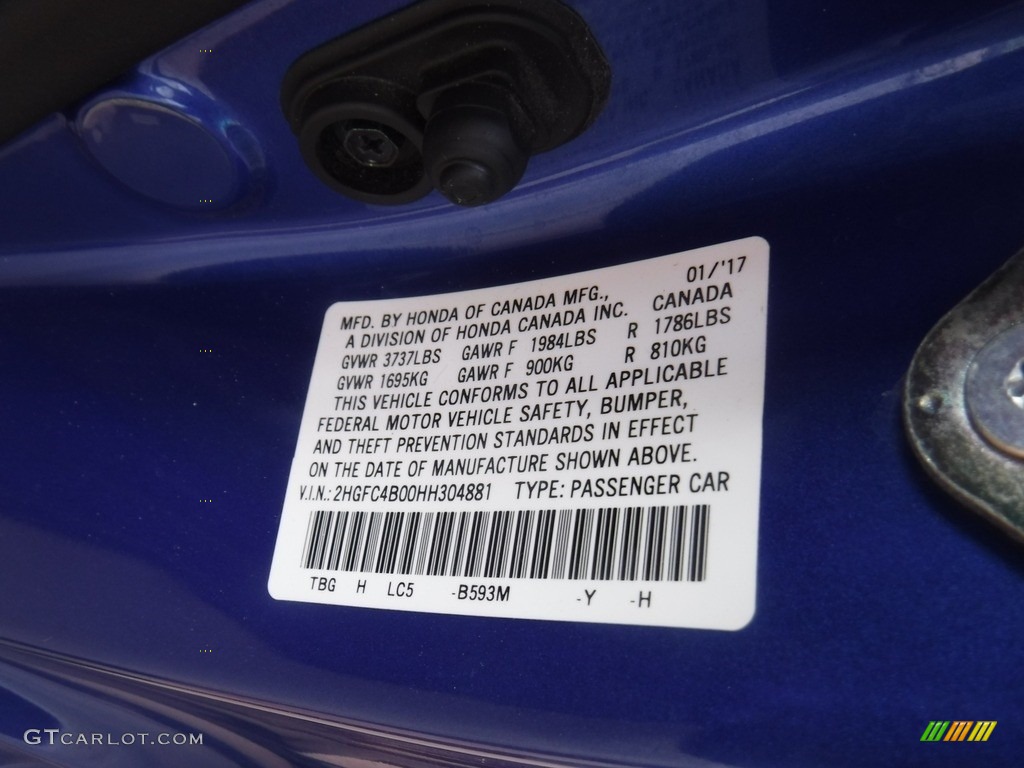 01/'17
MFD. BY HONDA OF CANADA MFG.,
A DIVISION OF HONDA CANADA INC. CANADA
GVWR 3737LBS GAWR F 1984LBS R 1786LBS
GVWR 1695KG GAWR F 900KG R 810KG
THIS VEHICLE CONFORMS TO ALL APPLICABLE
FEDERAL MOTOR VEHICLE SAFETY, BUMPER,
AND THEFT PREVENTION STANDARDS IN EFFECT
ON THE DATE OF MANUFACTURE SHOWN ABOVE.
V.I.N.: 2HGFC4B00HH304881 TYPE: PASSENGER CAR
TBG H LC5 -B593M -Y -H
GTCARLOT.COM